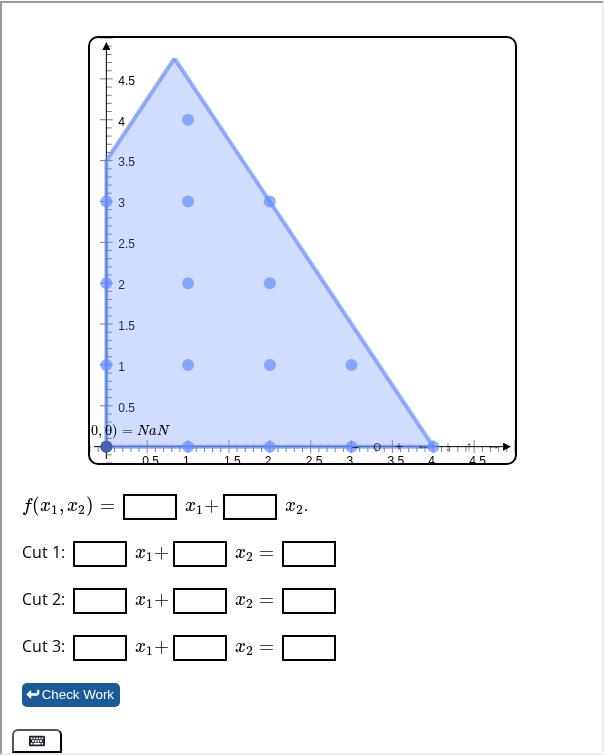 4.5
4
3.5
3
2.5
2
1.5
1
0.5
0, 0) = NaN
0.5 1 1.5 2 2.5 3 3.5 4 4.5
− o + ← ↓ ↑ →
f(x₁, x₂) = x₁+ x₂.
Cut 1: x₁+ x₂ =
Cut 2: x₁+ x₂ =
Cut 3: x₁+ x₂ =
Check Work